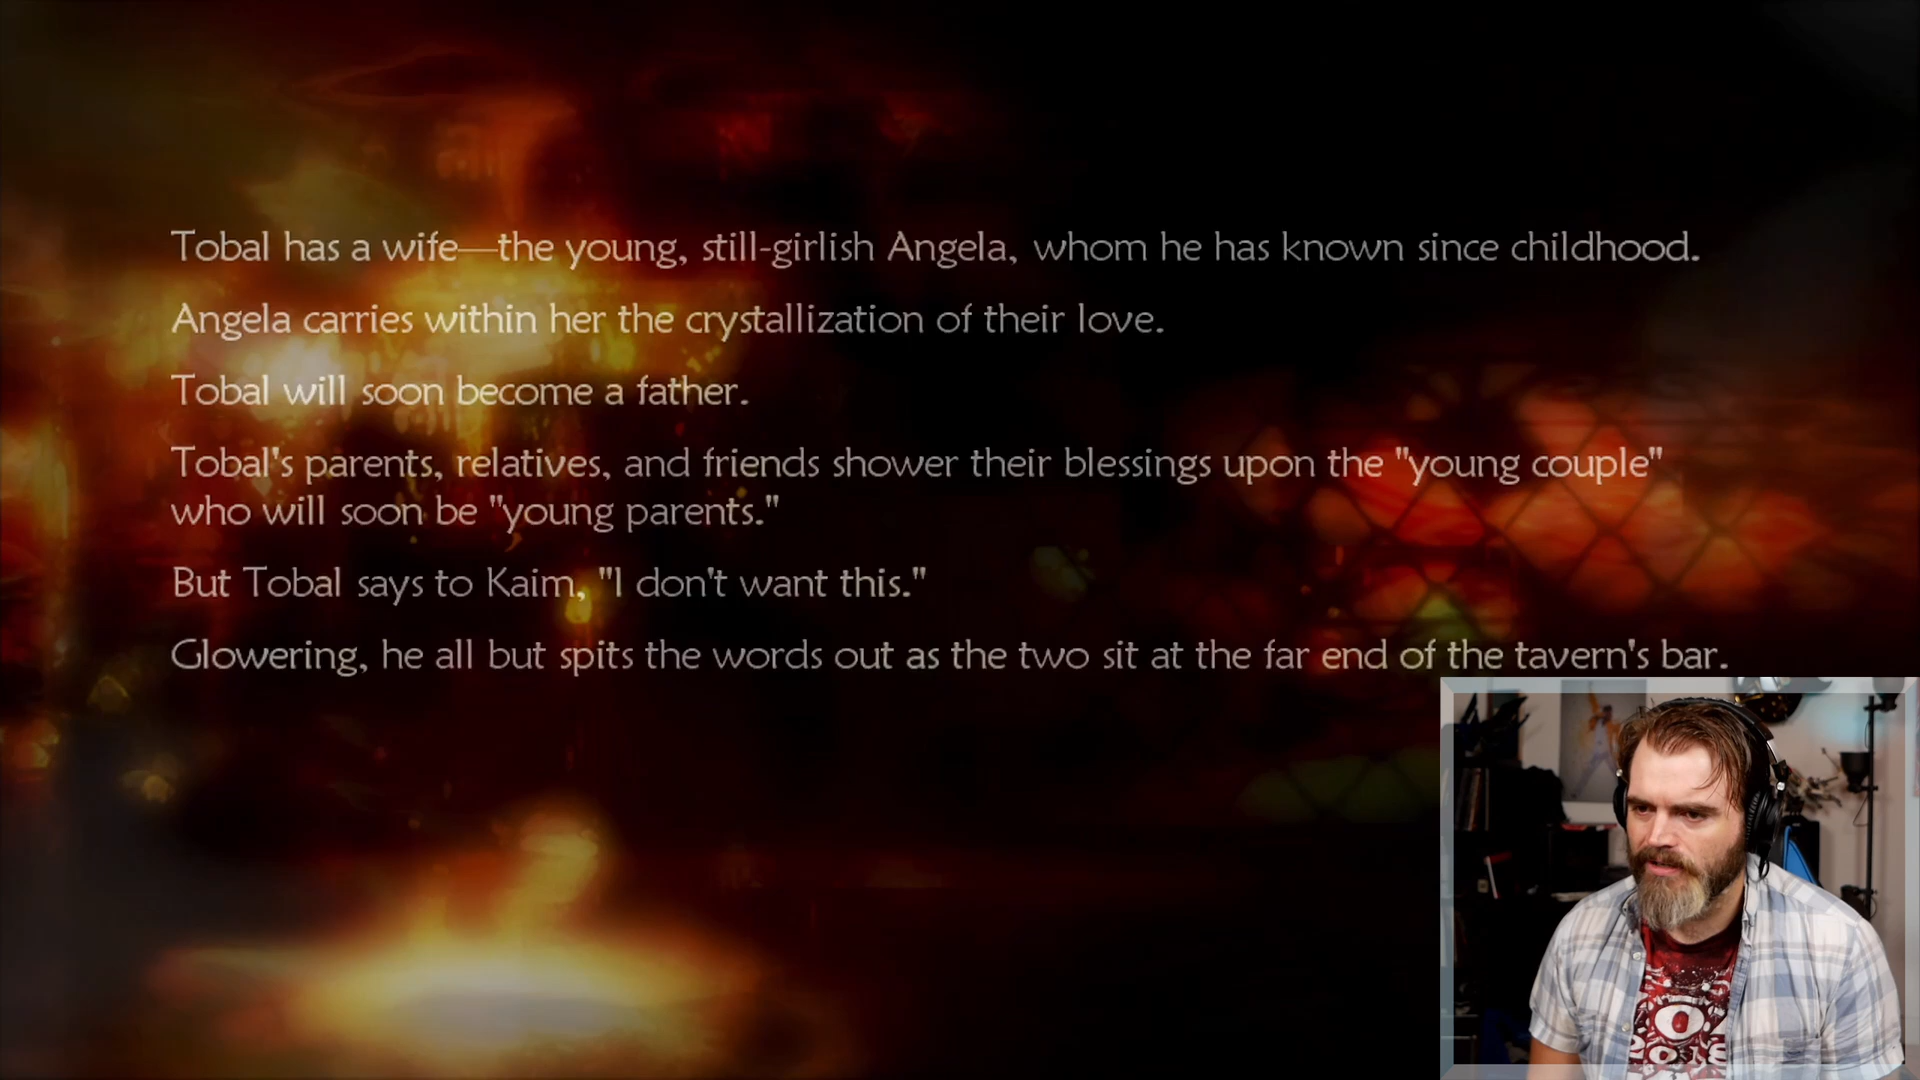 Tobal has a wife—the young, still-girlish Angela, whom he has known since childhood.
Angela carries within her the crystallization of their love.
Tobal will soon become a father.
Tobal's parents, relatives, and friends shower their blessings upon the "young couple"
who will soon be "young parents."
But Tobal says to Kaim, "I don't want this."
Glowering, he all but spits the words out as the two sit at the far end of the tavern's bar.
2018